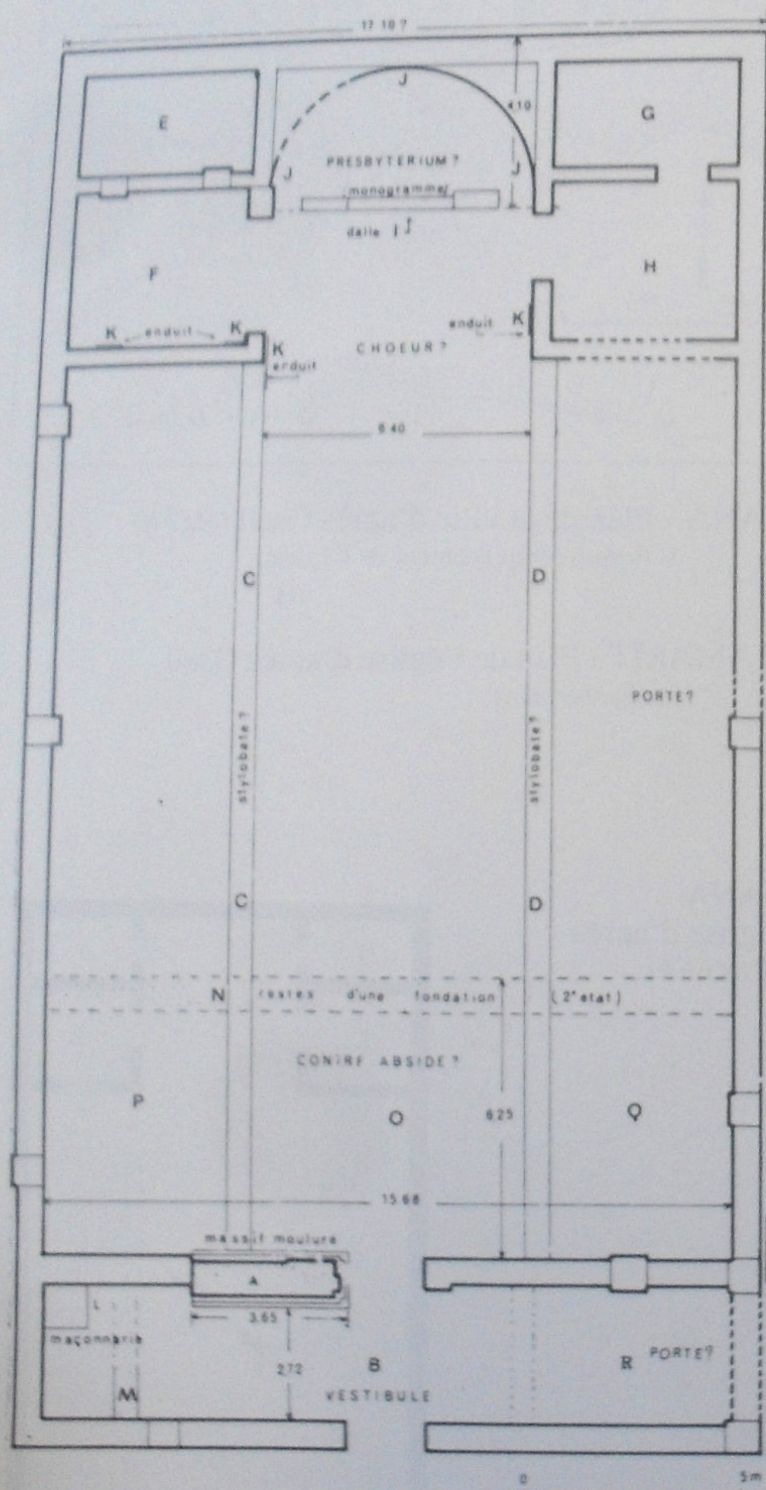 17 10 ?
E
J
G
4.10
PRESBYTERIUM?
J
J
monogramme
dalle I
F
H
K enduit K
enduit K
K
CHOEUR?
enduit
6.40
C
D
PORTE?
stylobate?
stylobate?
C
D
N restes d'une fondation (2e état)
CONTRE ABSIDE?
P
O
6.25
Q
15.68
massif mouluré
A
L
maçonnerie
3.65
2.72
B
R PORTE?
M
VESTIBULE
0 5m